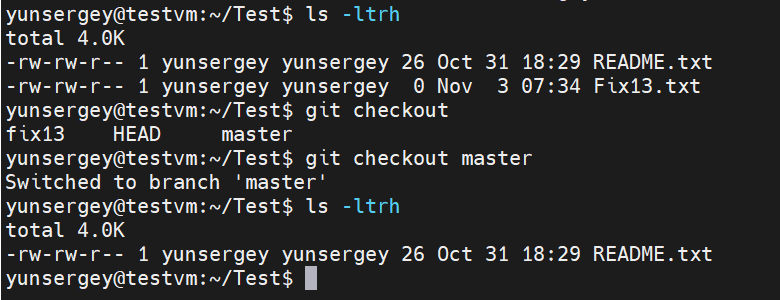 yunsergey@testvm:~/Test$ ls -ltrh
total 4.0K
-rw-rw-r-- 1 yunsergey yunsergey 26 Oct 31 18:29 README.txt
-rw-rw-r-- 1 yunsergey yunsergey  0 Nov  3 07:34 Fix13.txt
yunsergey@testvm:~/Test$ git checkout
fix13    HEAD     master
yunsergey@testvm:~/Test$ git checkout master
Switched to branch 'master'
yunsergey@testvm:~/Test$ ls -ltrh
total 4.0K
-rw-rw-r-- 1 yunsergey yunsergey 26 Oct 31 18:29 README.txt
yunsergey@testvm:~/Test$